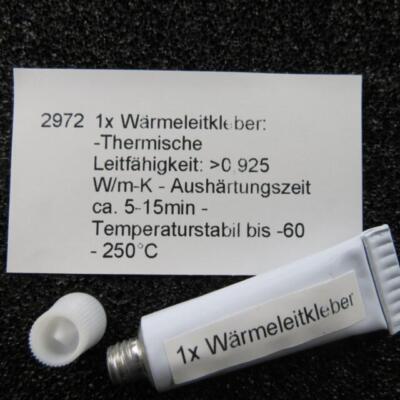 2972 1x Wärmeleitkleber:
-Thermische
Leitfähigkeit: >0,925
W/m-K - Aushärtungszeit
ca. 5-15min -
Temperaturstabil bis -60
- 250°C
1x Wärmeleitkleber